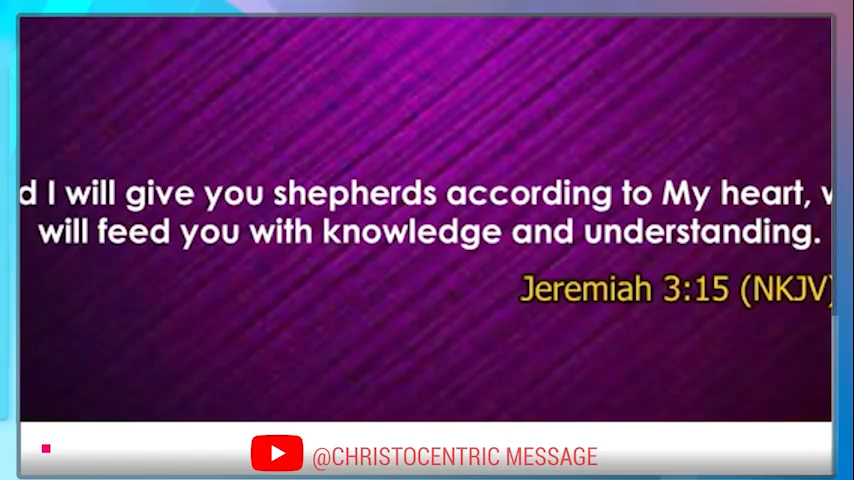 d I will give you shepherds according to My heart,
will feed you with knowledge and understanding.
Jeremiah 3:15 (NKJV)
@CHRISTOCENTRIC MESSAGE